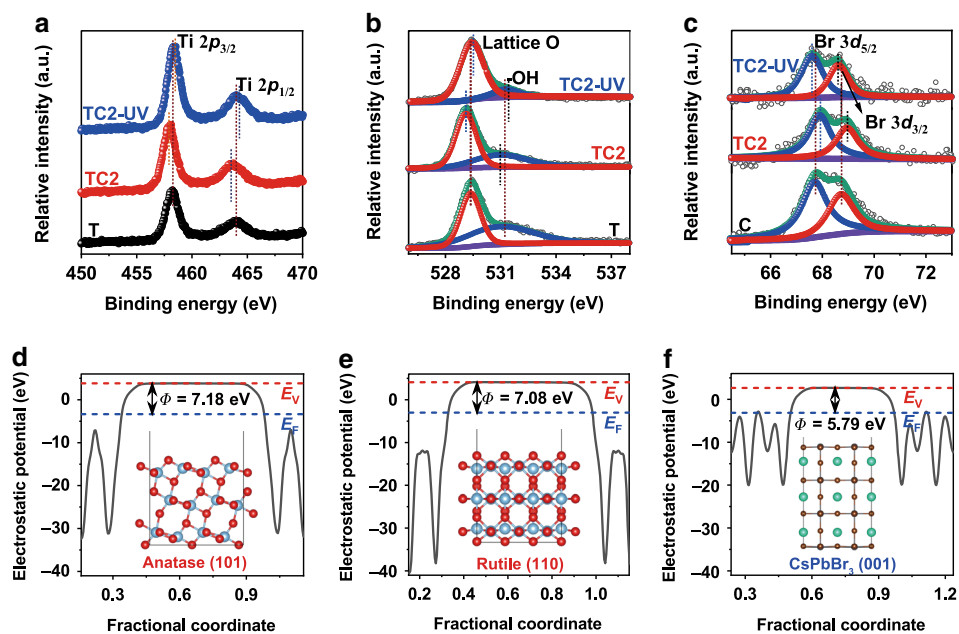 a
Relative intensity (a.u.)
Ti 2p3/2
Ti 2p1/2
TC2-UV
TC2
T
450 455 460 465 470
Binding energy (eV)
b
Relative intensity (a.u.)
Lattice O
-OH
TC2-UV
TC2
T
528 531 534 537
Binding energy (eV)
c
Relative intensity (a.u.)
Br 3d5/2
TC2-UV
Br 3d3/2
TC2
C
66 68 70 72
Binding energy (eV)
d
Electrostatic potential (eV)
0
–10
–20
–30
–40
EV
Φ = 7.18 eV
EF
Anatase (101)
0.3 0.6 0.9
Fractional coordinate
e
Electrostatic potential (eV)
0
–10
–20
–30
–40
EV
Φ = 7.08 eV
EF
Rutile (110)
0.2 0.4 0.6 0.8 1.0
Fractional coordinate
f
Electrostatic potential (eV)
0
–10
–20
–30
–40
EV
EF
Φ = 5.79 eV
CsPbBr3 (001)
0.3 0.6 0.9 1.2
Fractional coordinate